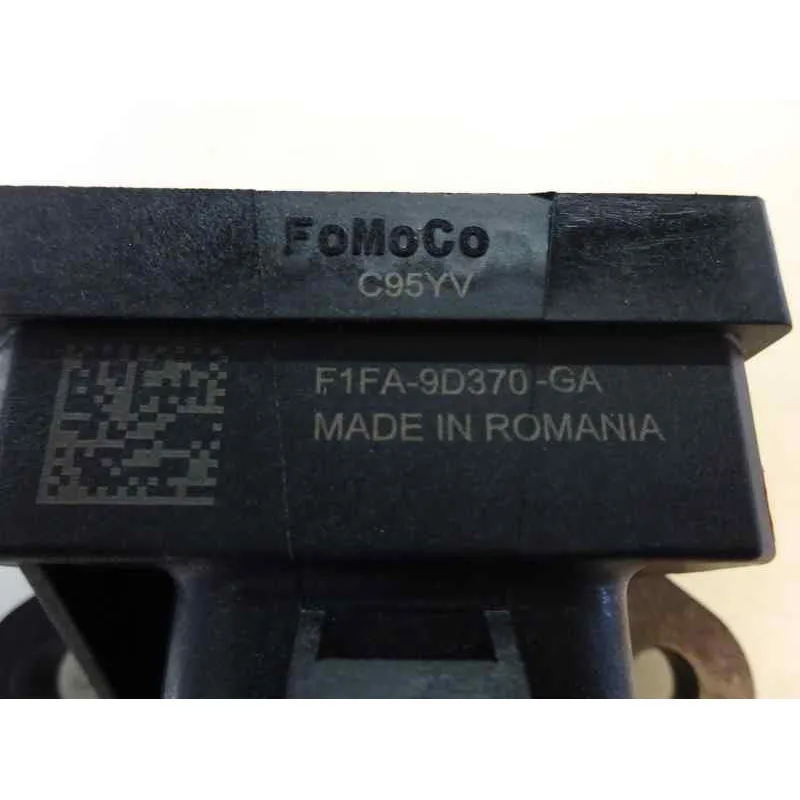 FoMoCo
C95YV
F1FA-9D370-GA
MADE IN ROMANIA